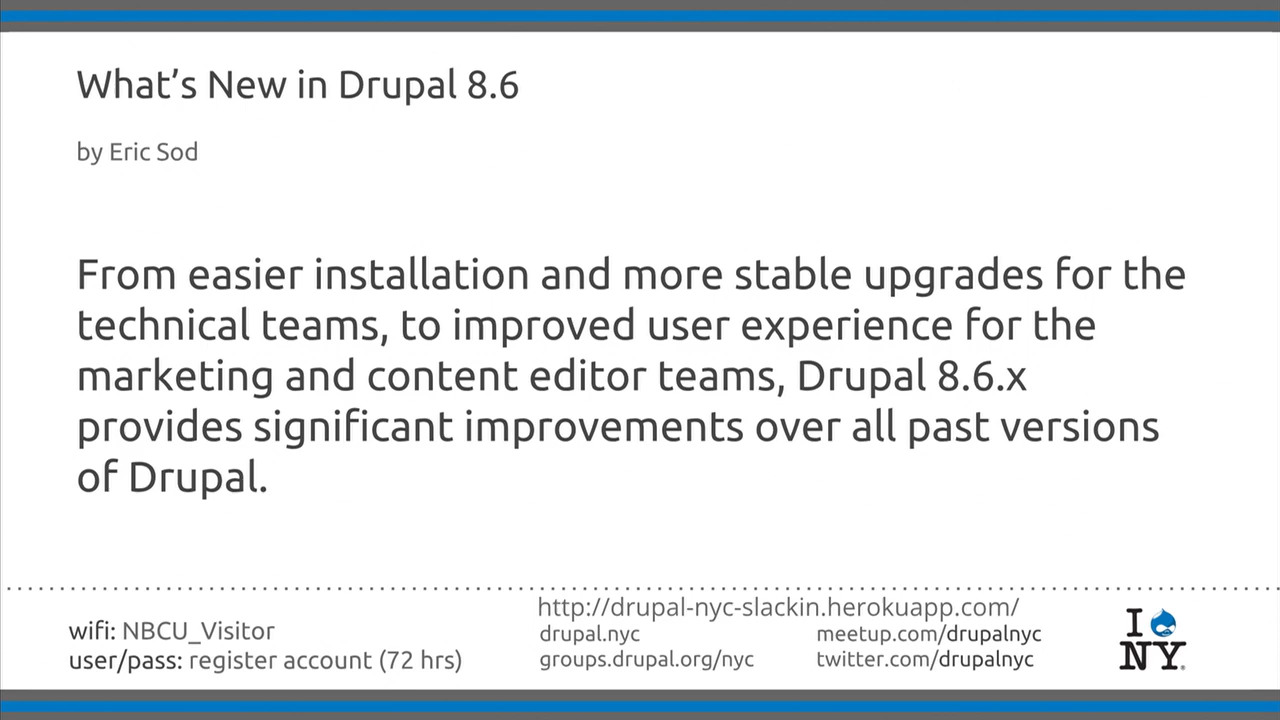 What’s New in Drupal 8.6
by Eric Sod
From easier installation and more stable upgrades for the
technical teams, to improved user experience for the
marketing and content editor teams, Drupal 8.6.x
provides significant improvements over all past versions
of Drupal.
wifi: NBCU_Visitor
user/pass: register account (72 hrs)
http://drupal-nyc-slackin.herokuapp.com/
drupal.nyc
groups.drupal.org/nyc
meetup.com/drupalnyc
twitter.com/drupalnyc
I
NY®